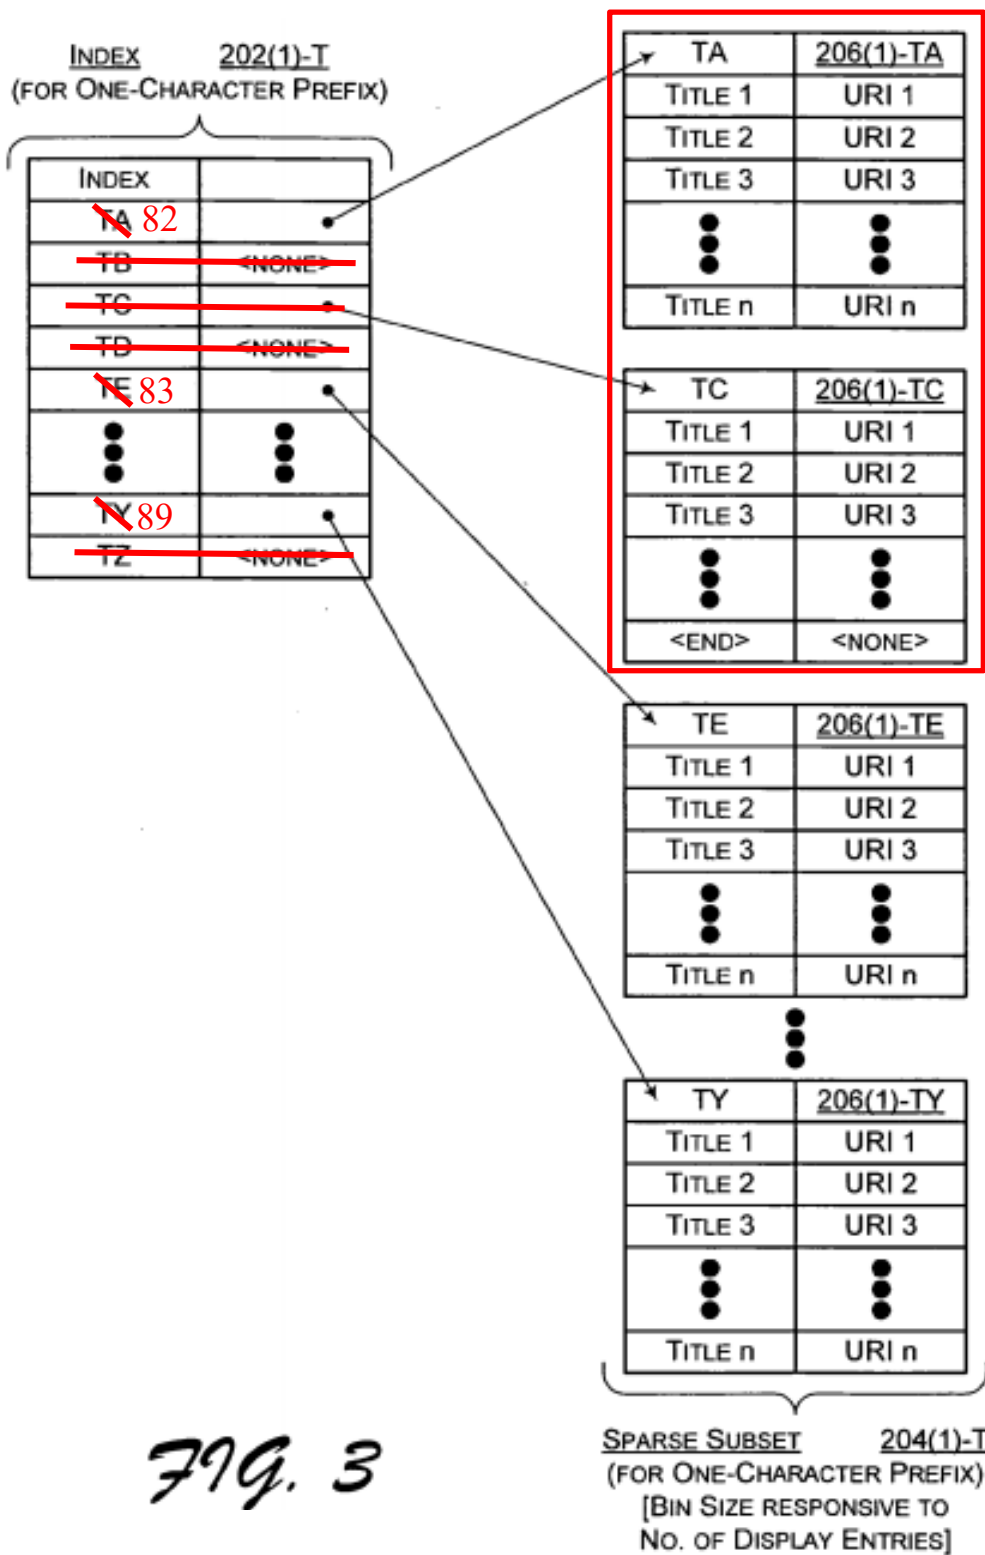 INDEX 202(1)-T
(FOR ONE-CHARACTER PREFIX)
INDEX
TA 82
TB <NONE>
TC
TD <NONE>
TE 83
TY 89
TZ <NONE>
TA 206(1)-TA
TITLE 1 URI 1
TITLE 2 URI 2
TITLE 3 URI 3
TITLE n URI n
TC 206(1)-TC
TITLE 1 URI 1
TITLE 2 URI 2
TITLE 3 URI 3
<END> <NONE>
TE 206(1)-TE
TITLE 1 URI 1
TITLE 2 URI 2
TITLE 3 URI 3
TITLE n URI n
TY 206(1)-TY
TITLE 1 URI 1
TITLE 2 URI 2
TITLE 3 URI 3
TITLE n URI n
SPARSE SUBSET 204(1)-T
(FOR ONE-CHARACTER PREFIX)
[BIN SIZE RESPONSIVE TO
NO. OF DISPLAY ENTRIES]
FIG. 3